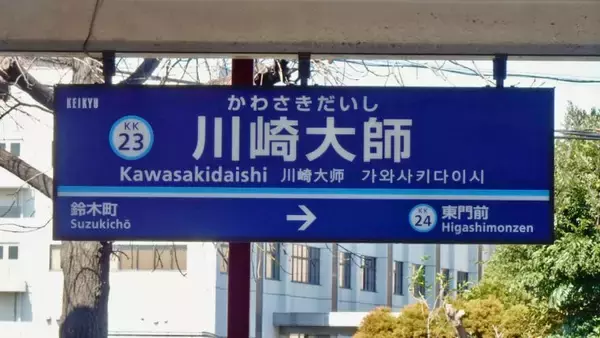 KEIKYU
かわさきだいし
KK
23
川崎大師
Kawasakidaishi 川崎大师 가와사키다이시
鈴木町
Suzukichō
→
KK
24
東門前
Higashimonzen